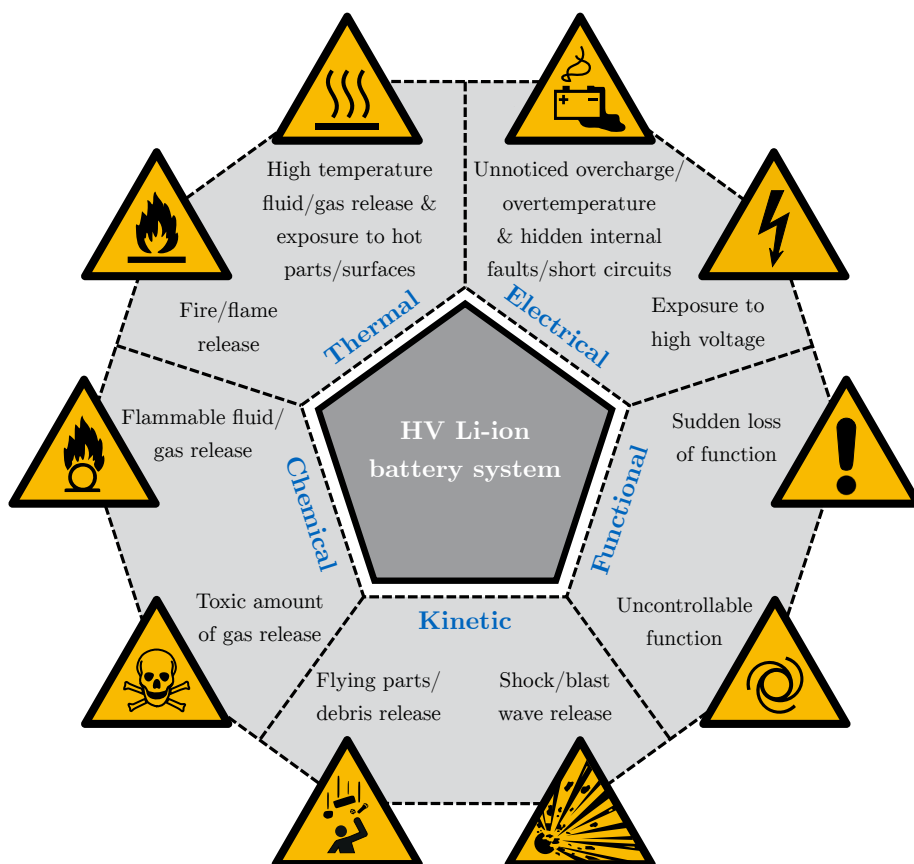 High temperature
fluid/gas release &
exposure to hot
parts/surfaces
Unnoticed overcharge/
overtemperature
& hidden internal
faults/short circuits
Fire/flame
release
Thermal
Electrical
Exposure to
high voltage
Flammable fluid/
gas release
HV Li-ion
battery system
Sudden loss
of function
Chemical
Functional
Toxic amount
of gas release
Kinetic
Uncontrollable
function
Flying parts/
debris release
Shock/blast
wave release